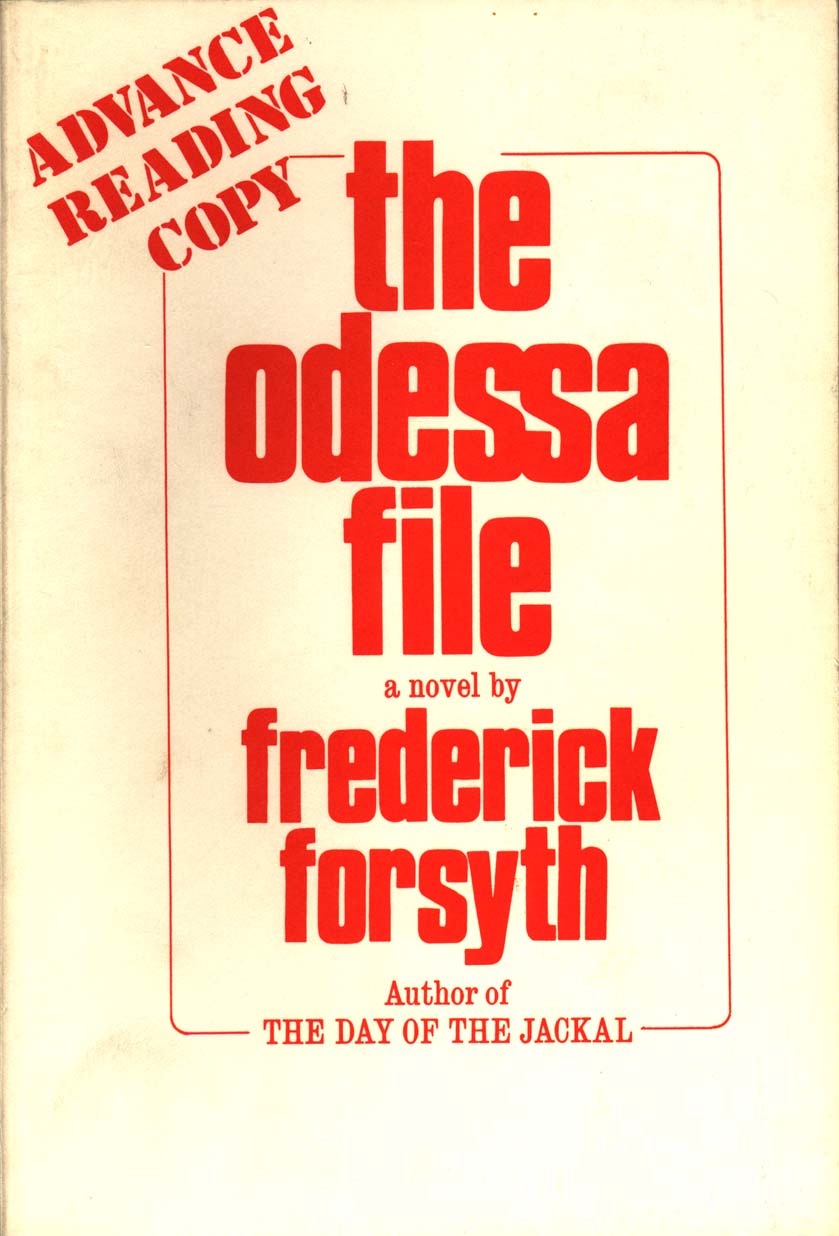 ADVANCE
READING
COPY
the
odessa
file
a novel by
frederick
forsyth
Author of
THE DAY OF THE JACKAL